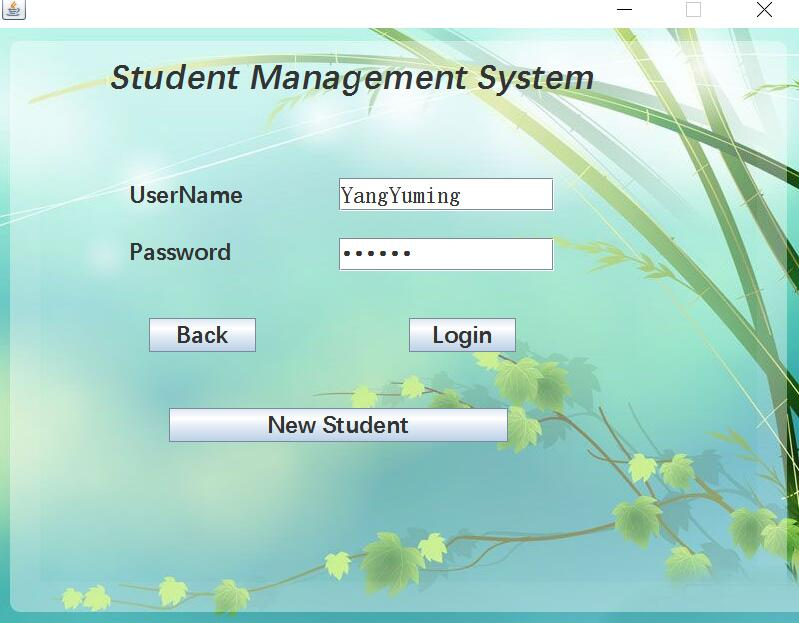 Student Management System
UserName YangYuming
Password ••••••
Back Login
New Student